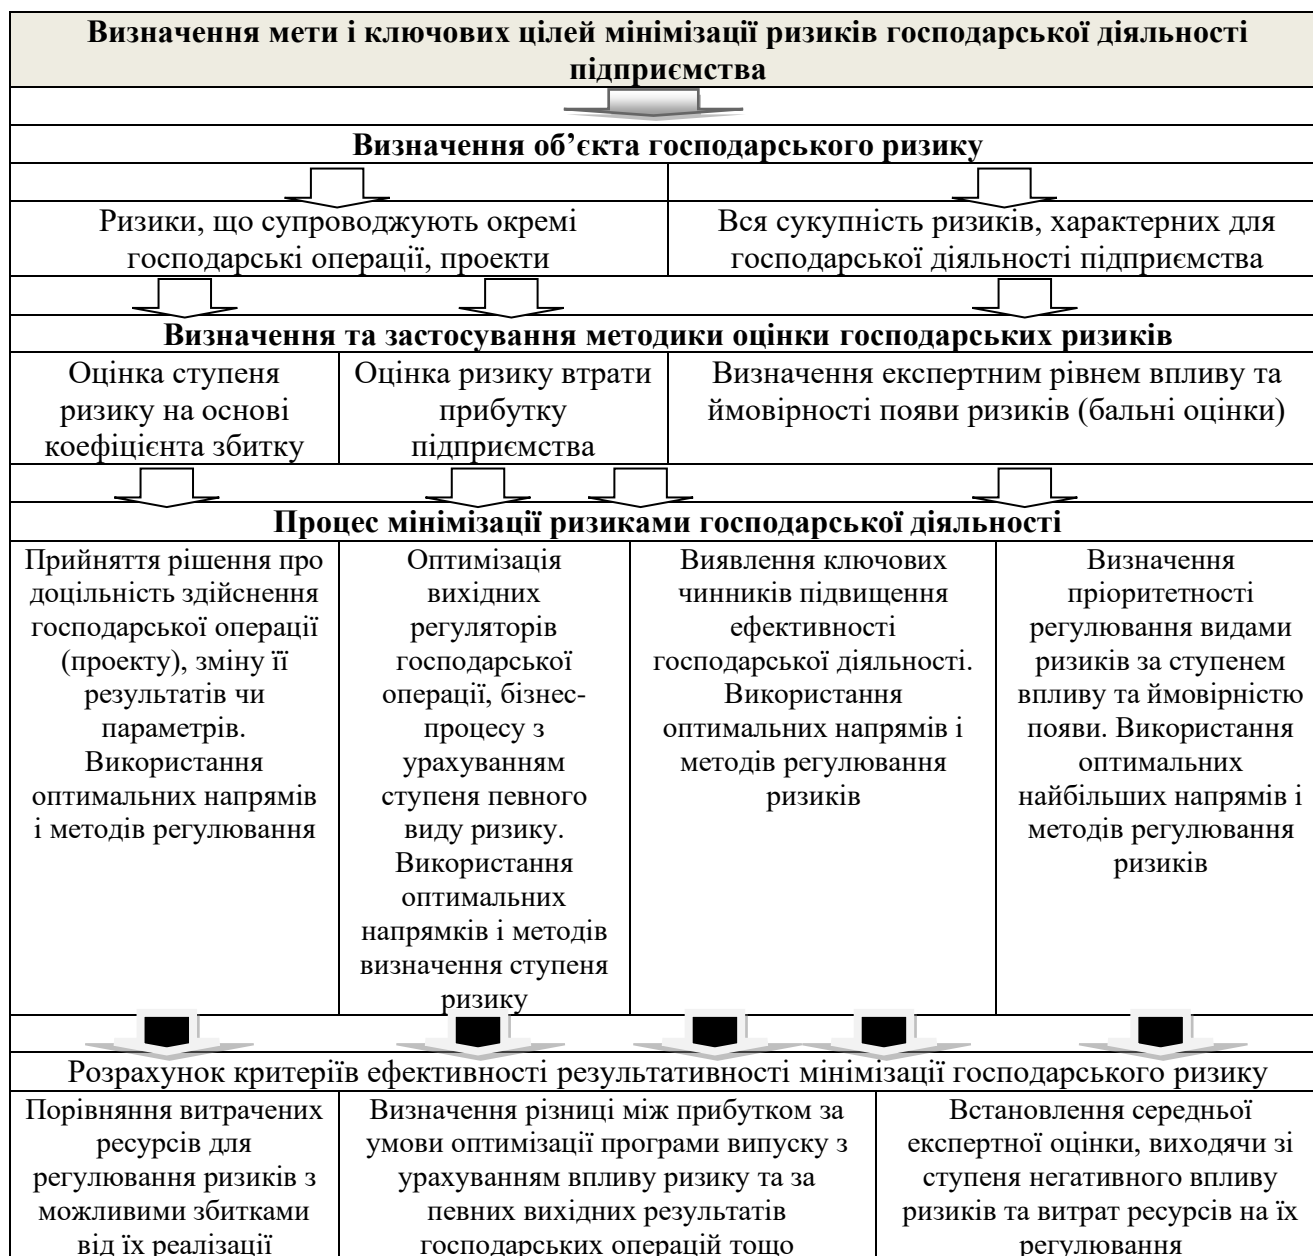 Визначення мети і ключових цілей мінімізації ризиків господарської діяльності
підприємства
Визначення об’єкта господарського ризику
Ризики, що супроводжують окремі
господарські операції, проекти
Вся сукупність ризиків, характерних для
господарської діяльності підприємства
Визначення та застосування методики оцінки господарських ризиків
Оцінка ступеня
ризику на основі
коефіцієнта збитку
Оцінка ризику втрати
прибутку
підприємства
Визначення експертним рівнем впливу та
ймовірності появи ризиків (бальні оцінки)
Процес мінімізації ризиками господарської діяльності
Прийняття рішення про
доцільність здійснення
господарської операції
(проекту), зміну її
результатів чи
параметрів.
Використання
оптимальних напрямів
і методів регулювання
Оптимізація
вихідних
регуляторів
господарської
операції, бізнес-
процесу з
урахуванням
ступеня певного
виду ризику.
Використання
оптимальних
напрямків і методів
визначення ступеня
ризику
Виявлення ключових
чинників підвищення
ефективності
господарської діяльності.
Використання
оптимальних напрямів і
методів регулювання
ризиків
Визначення
пріоритетності
регулювання видами
ризиків за ступенем
впливу та ймовірністю
появи. Використання
оптимальних
найбільших напрямів і
методів регулювання
ризиків
Розрахунок критеріїв ефективності результативності мінімізації господарського ризику
Порівняння витрачених
ресурсів для
регулювання ризиків з
можливими збитками
від їх реалізації
Визначення різниці між прибутком за
умови оптимізації програми випуску з
урахуванням впливу ризику та за
певних вихідних результатів
господарських операцій тощо
Встановлення середньої
експертної оцінки, виходячи зі
ступеня негативного впливу
ризиків та витрат ресурсів на їх
регулювання